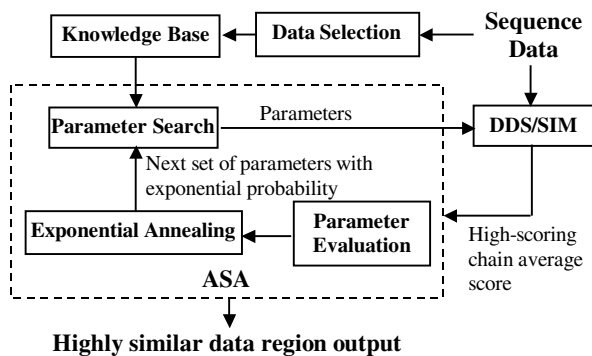 Knowledge Base
Data Selection
Sequence
Data
Parameter Search
Parameters
DDS/SIM
Next set of parameters with
exponential probability
Exponential Annealing
Parameter
Evaluation
High-scoring
chain average
score
ASA
Highly similar data region output